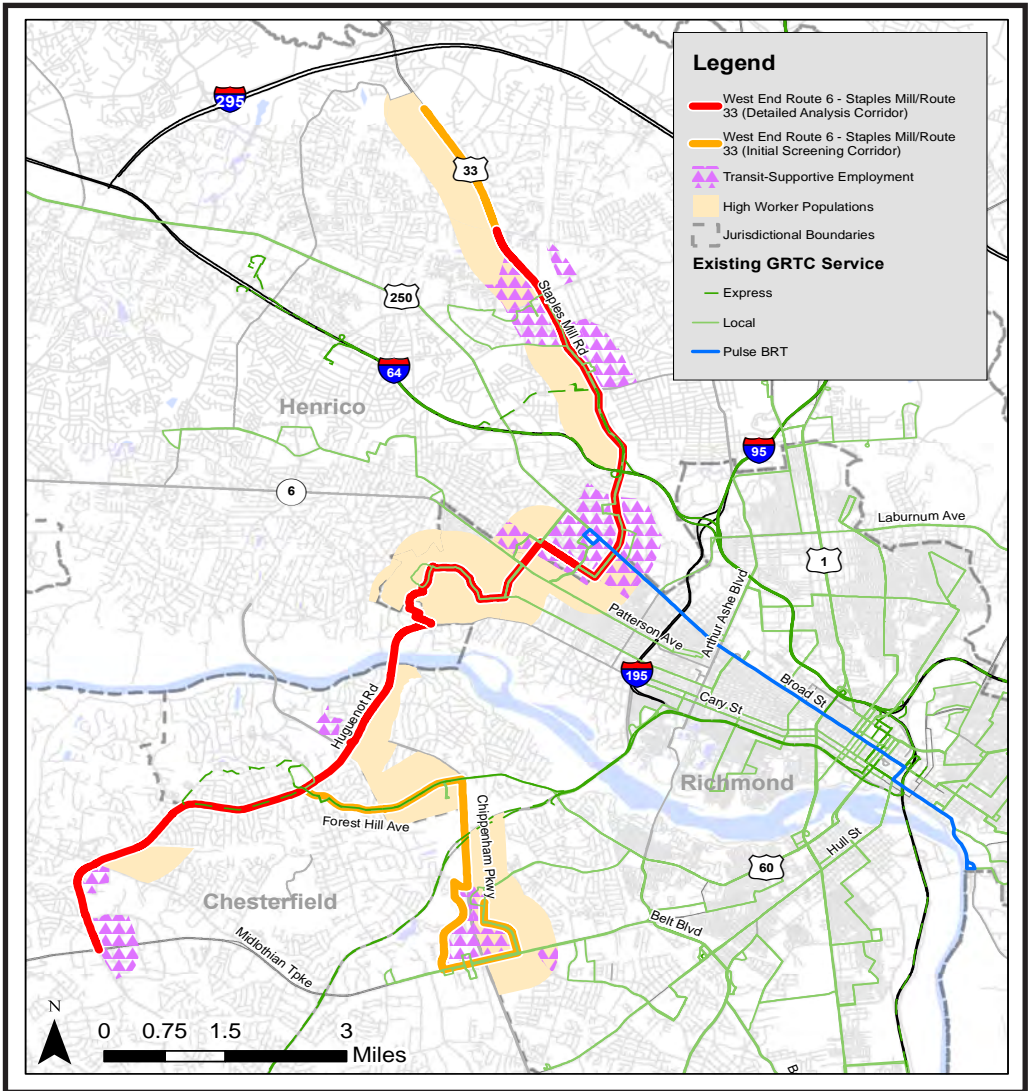 Legend
West End Route 6 - Staples Mill/Route
33 (Detailed Analysis Corridor)
West End Route 6 - Staples Mill/Route
33 (Initial Screening Corridor)
Transit-Supportive Employment
High Worker Populations
Jurisdictional Boundaries
Existing GRTC Service
Express
Local
Pulse BRT
295
33
250
Staples Mill Rd
64
Henrico
95
6
Laburnum Ave
1
Patterson Ave
Arthur Ashe Blvd
195
Broad St
Cary St
Huguenot Rd
Richmond
Forest Hill Ave
Chippenham Pkwy
Hull St
60
Chesterfield
Belt Blvd
Midlothian Tpke
N
0 0.75 1.5 3
Miles